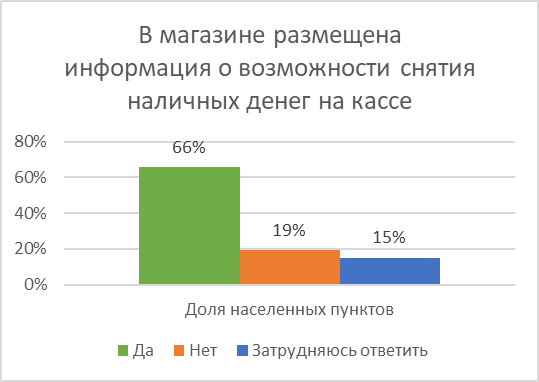 В магазине размещена
информация о возможности снятия
наличных денег на кассе
80%
60%
40%
20%
0%
66%
19%
15%
Доля населенных пунктов
Да Нет Затрудняюсь ответить